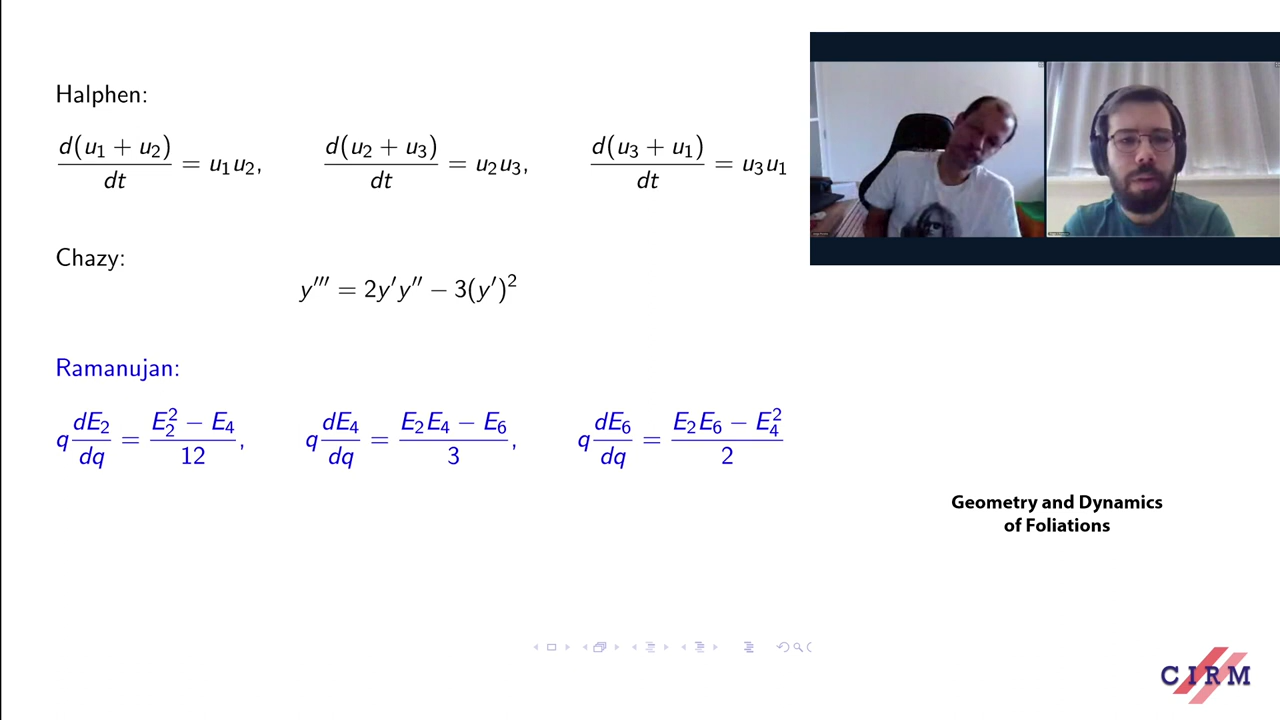 Halphen:
d(u₁ + u₂)/dt = u₁u₂, d(u₂ + u₃)/dt = u₂u₃, d(u₃ + u₁)/dt = u₃u₁
Chazy:
y''' = 2y'y'' − 3(y')²
Ramanujan:
q dE₂/dq = (E₂² − E₄)/12, q dE₄/dq = (E₂E₄ − E₆)/3, q dE₆/dq = (E₂E₆ − E₄²)/2
Geometry and Dynamics
of Foliations
CIRM